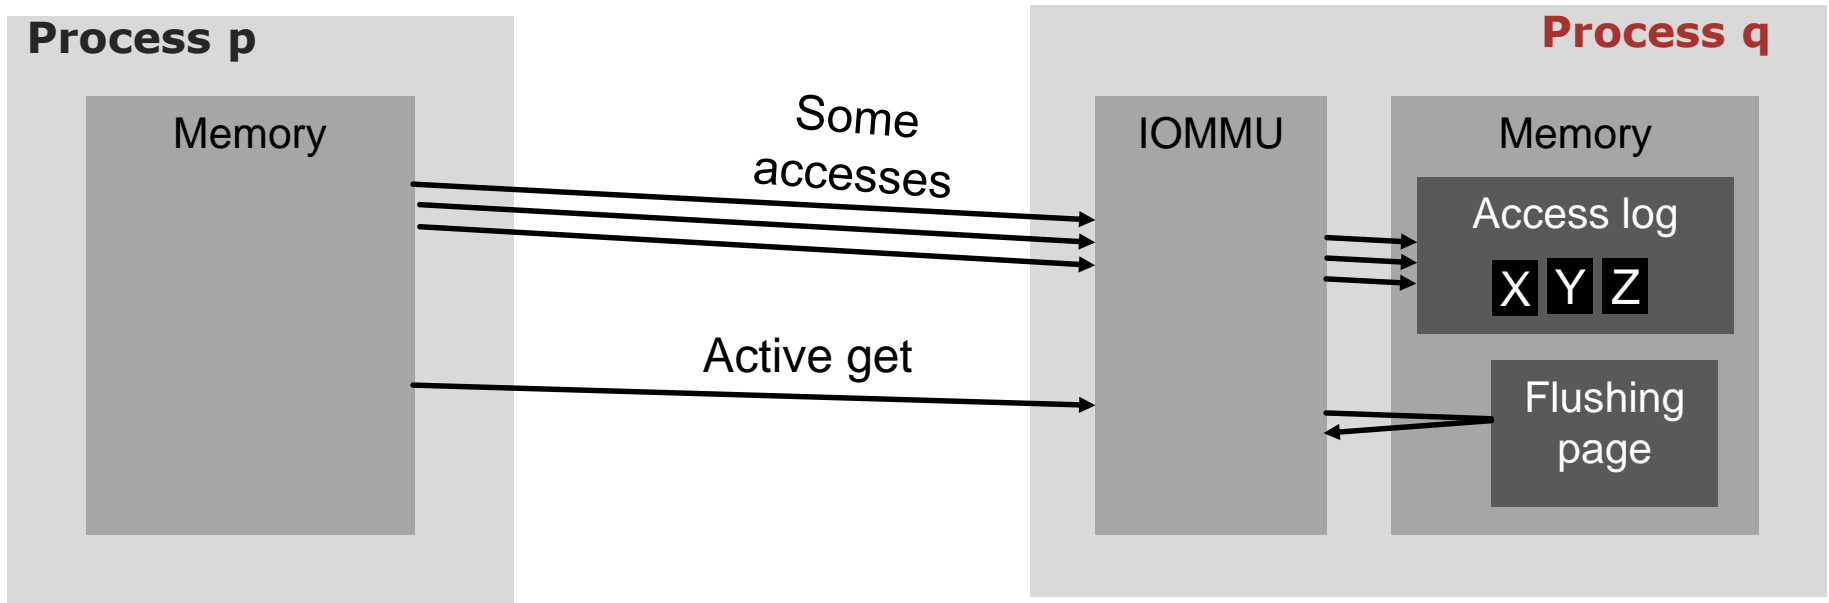 Process p
Memory
Some
accesses
Active get
Process q
IOMMU
Memory
Access log
X Y Z
Flushing
page